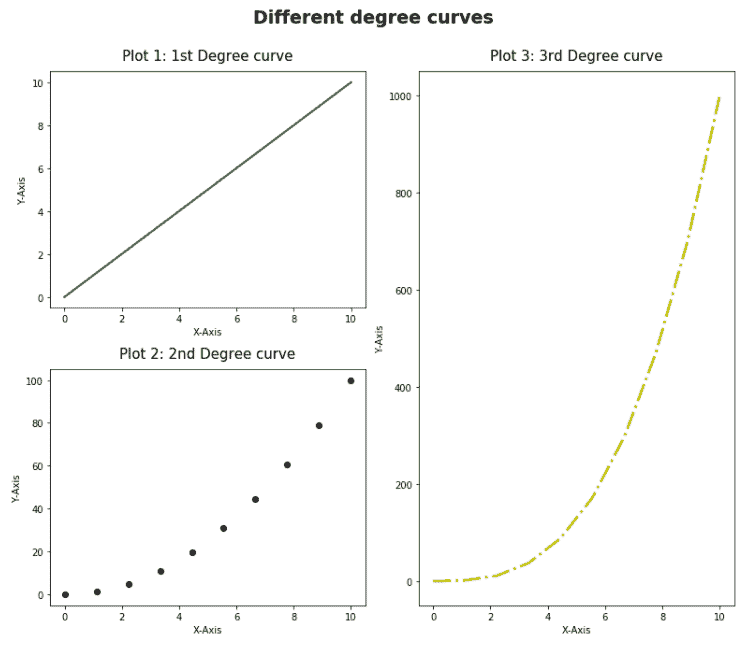 Different degree curves
Plot 1: 1st Degree curve
10
8
6
4
2
0
Y-Axis
0 2 4 6 8 10
X-Axis
Plot 2: 2nd Degree curve
100
80
60
40
20
0
Y-Axis
0 2 4 6 8 10
X-Axis
Plot 3: 3rd Degree curve
1000
800
600
400
200
0
Y-Axis
0 2 4 6 8 10
X-Axis